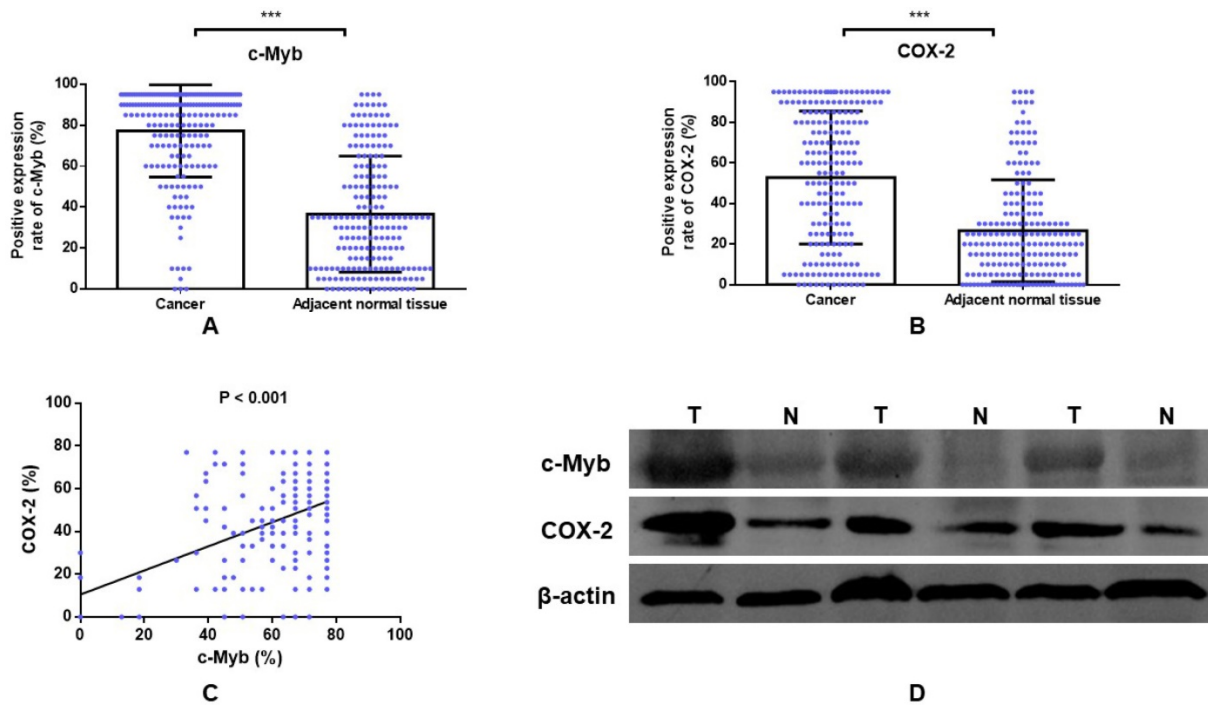 ***
c-Myb
Positive expression
rate of c-Myb (%)
100
80
60
40
20
0
Cancer
Adjacent normal tissue
A
***
COX-2
Positive expression
rate of COX-2 (%)
100
80
60
40
20
0
Cancer
Adjacent normal tissue
B
P < 0.001
COX-2 (%)
100
80
60
40
20
0
0 20 40 60 80 100
c-Myb (%)
C
T N T N T N
c-Myb
COX-2
β-actin
D